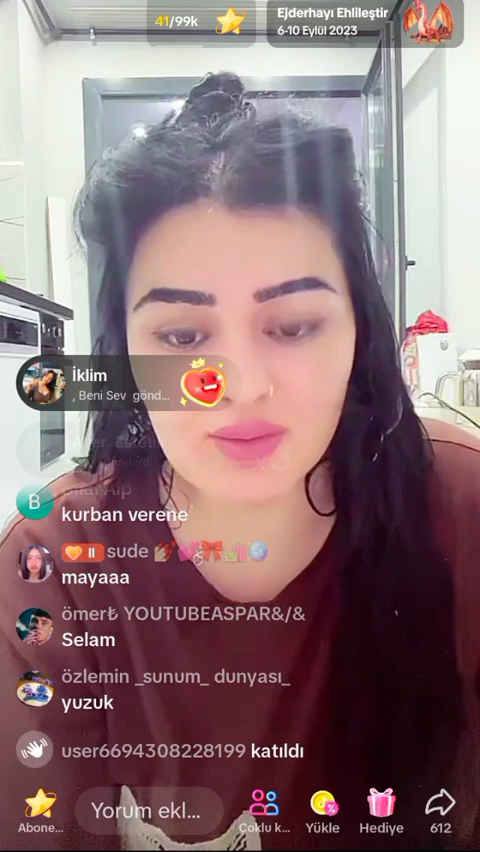 41/99k
Ejderhayı Ehlileştir
6-10 Eylül 2023
İklim
, Beni Sev gönd...
B
Alp
kurban verene
sude
mayaaa
ömer₺ YOUTUBEASPAR&/&
Selam
özlemin _sunum_ dunyası_
yuzuk
user6694308228199 katıldı
Abone...
Yorum ekl...
Çoklu k...
Yükle
Hediye
612